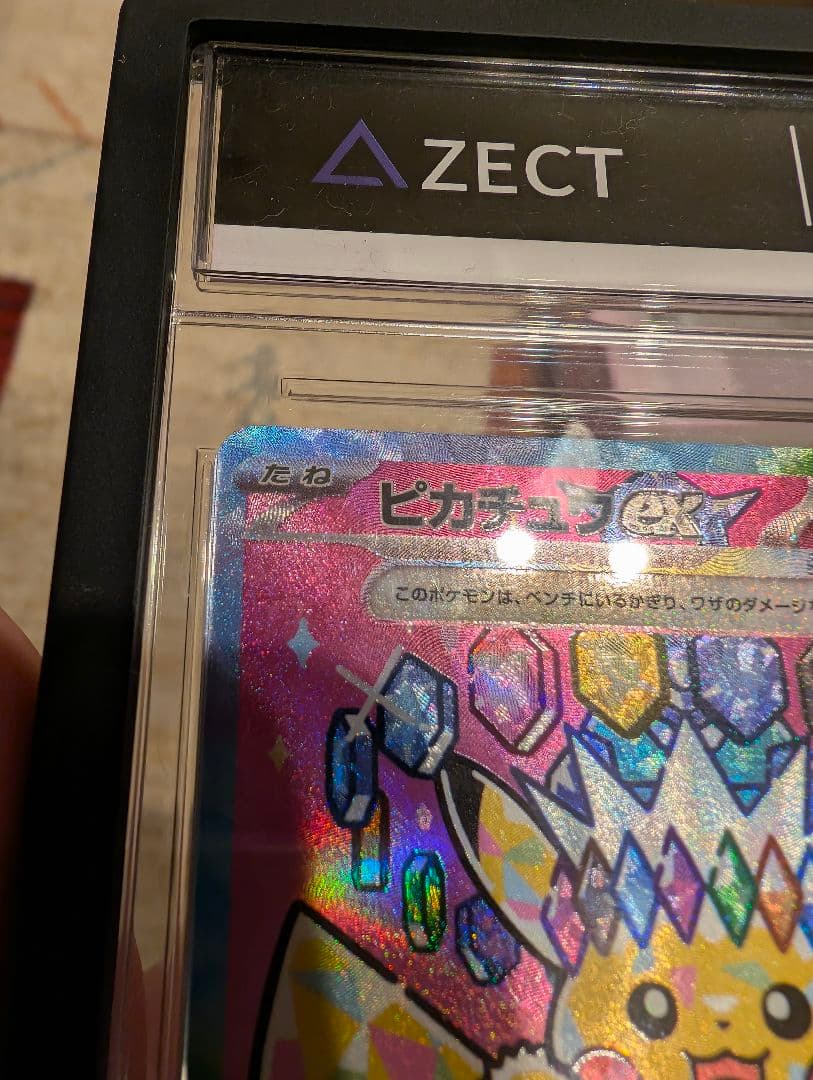 ZECT
たね
ピカチュウex
このポケモンは、ベンチにいるかぎり、ワザのダメージ